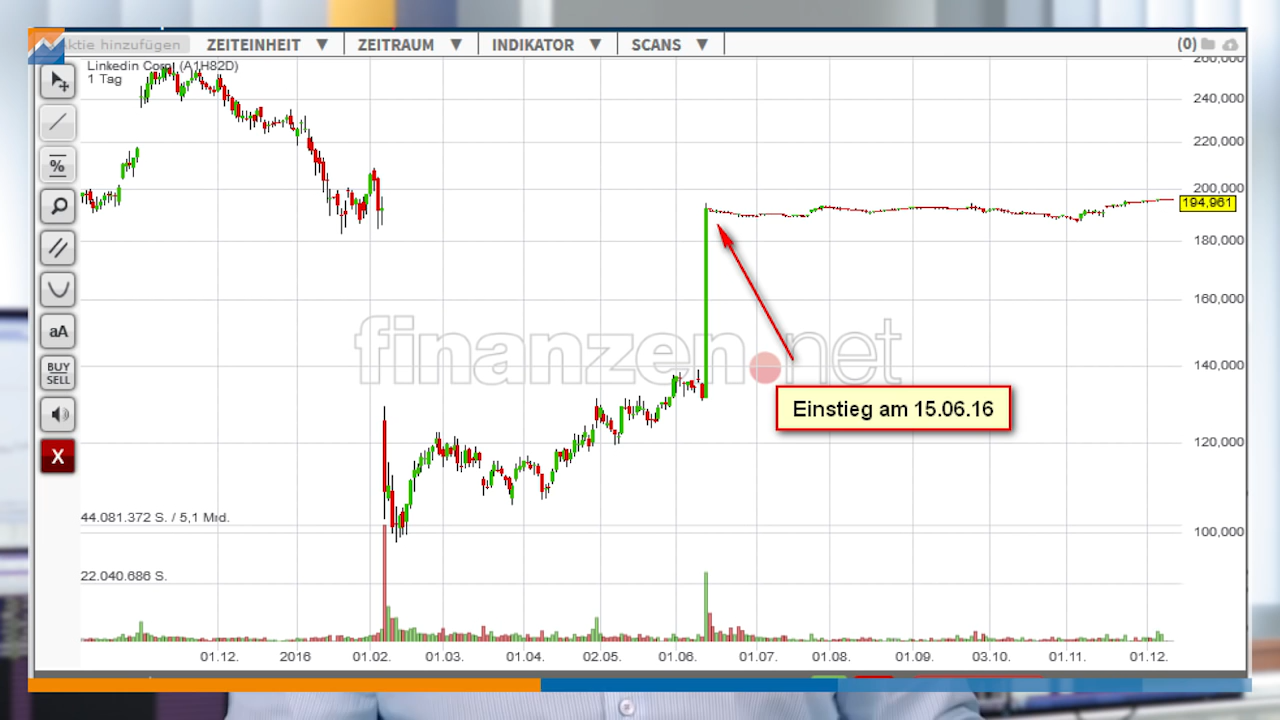 Aktie hinzufügen
ZEITEINHEIT ▼
ZEITRAUM ▼
INDIKATOR ▼
SCANS ▼
(0)
Linkedin Corp. (A1H82D)
1 Tag
260,000
240,000
220,000
200,000
194,961
180,000
160,000
140,000
120,000
100,000
%
aA
BUY
SELL
X
finanzen.net
Einstieg am 15.06.16
44.081.372 S. / 5,1 Mrd.
22.040.686 S.
01.12.
2016
01.02.
01.03.
01.04.
02.05.
01.06.
01.07.
01.08.
01.09.
03.10.
01.11.
01.12.